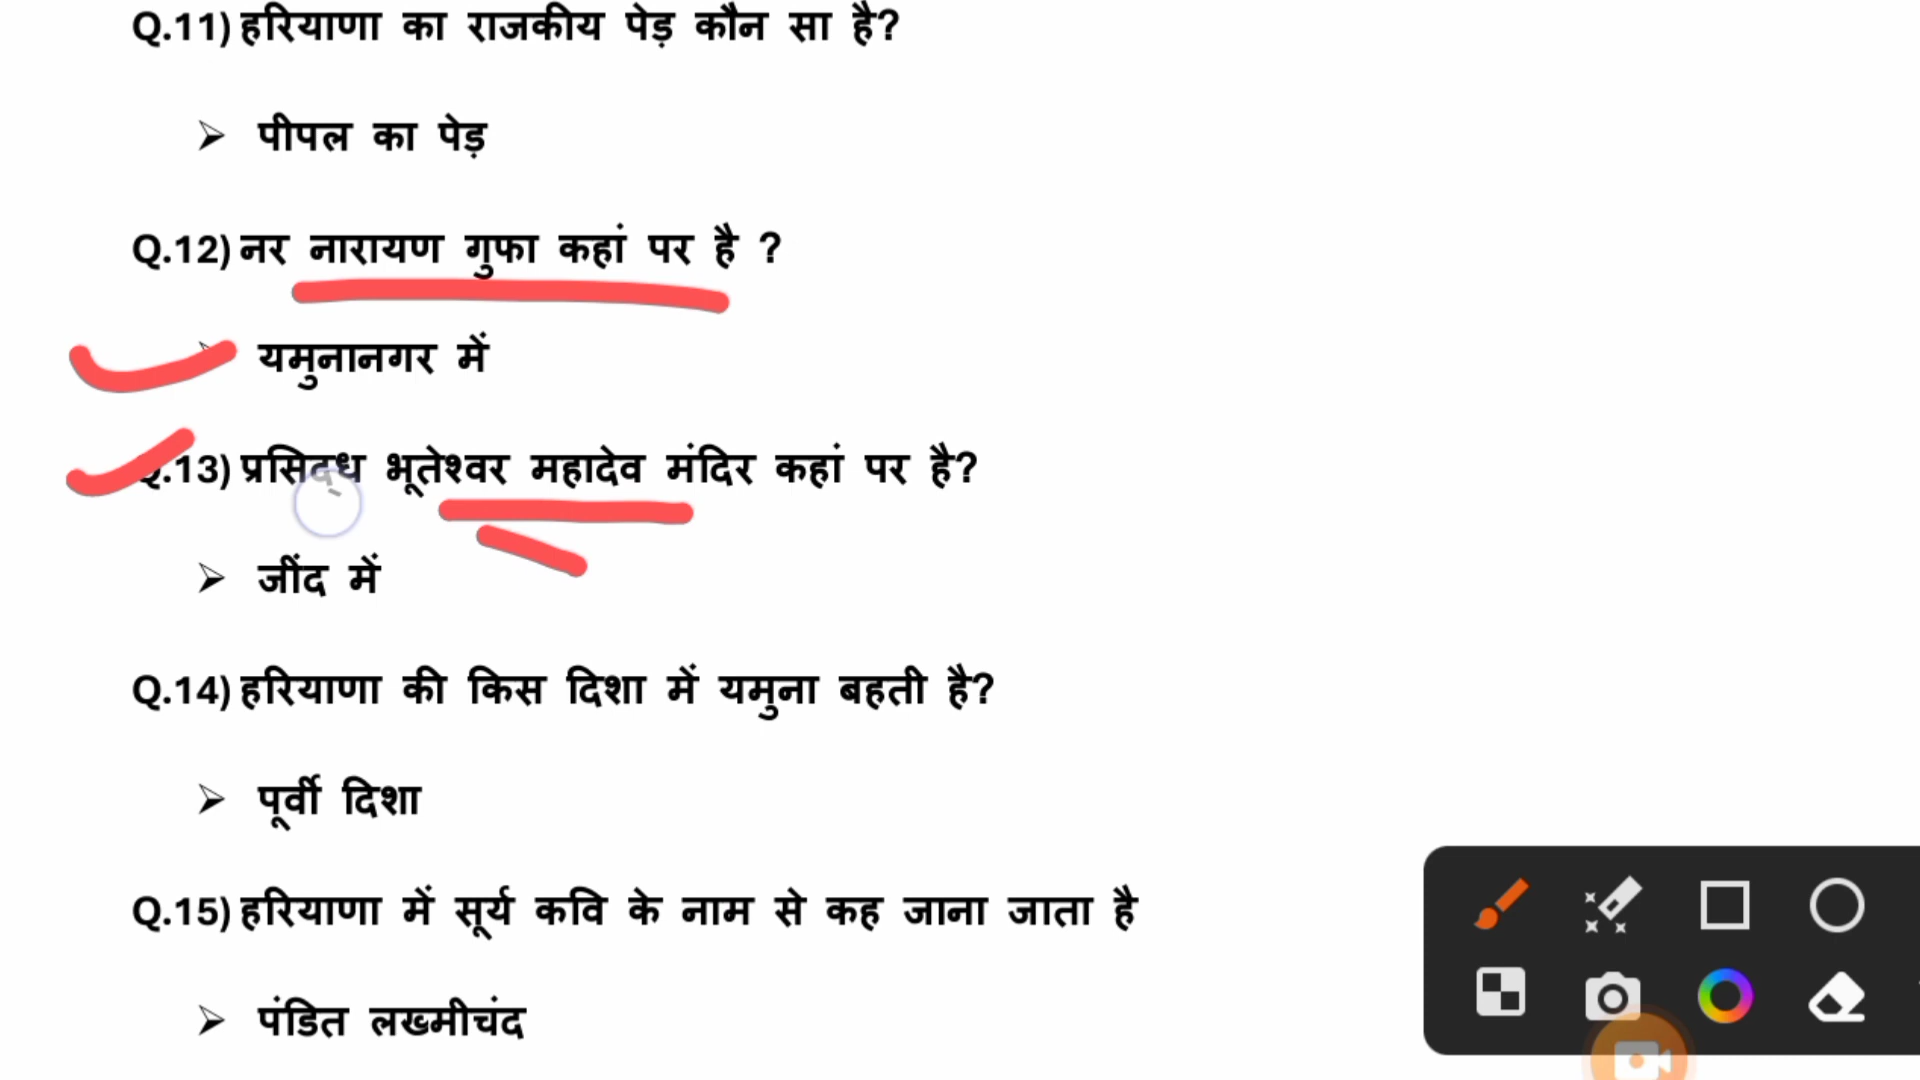 Q.11) हरियाणा का राजकीय पेड़ कौन सा है?
➢ पीपल का पेड़
Q.12) नर नारायण गुफा कहां पर है ?
➢ यमुनानगर में
Q.13) प्रसिद्ध भूतेश्वर महादेव मंदिर कहां पर है?
➢ जींद में
Q.14) हरियाणा की किस दिशा में यमुना बहती है?
➢ पूर्वी दिशा
Q.15) हरियाणा में सूर्य कवि के नाम से कह जाना जाता है
➢ पंडित लख्मीचंद